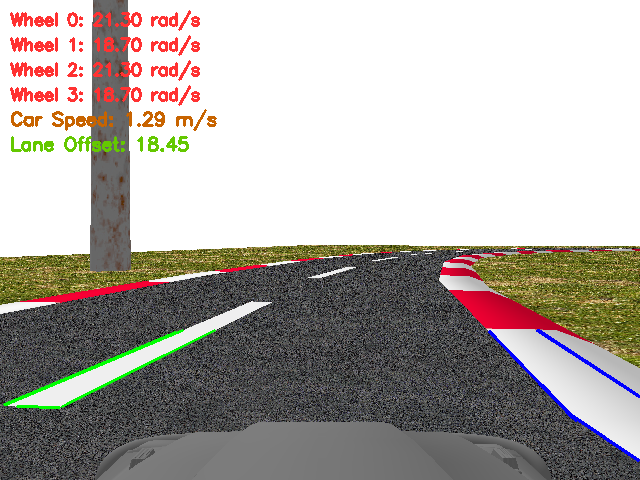 Wheel 0: 21.30 rad/s
Wheel 1: 18.70 rad/s
Wheel 2: 21.30 rad/s
Wheel 3: 18.70 rad/s
Car Speed: 1.29 m/s
Lane Offset: 18.45